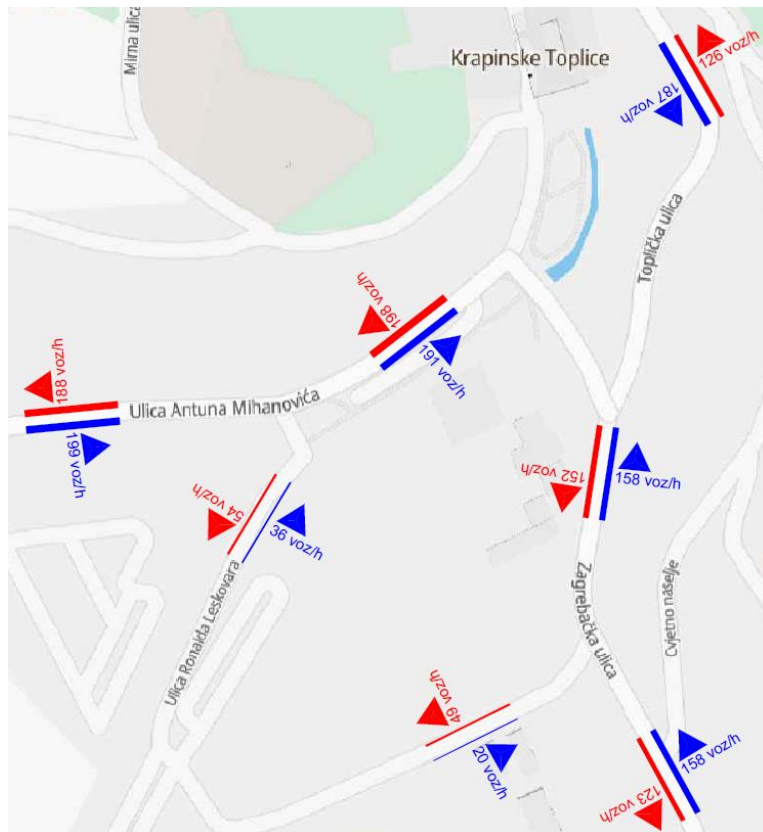 Mirna ulica
Krapinske Toplice
126 voz/h
187 voz/h
Toplička ulica
198 voz/h
191 voz/h
188 voz/h
Ulica Antuna Mihanovića
199 voz/h
152 voz/h
158 voz/h
54 voz/h
36 voz/h
Ulica Ronalda Leskovara
Zagrebačka ulica
Cvjetno naselje
49 voz/h
20 voz/h
158 voz/h
123 voz/h